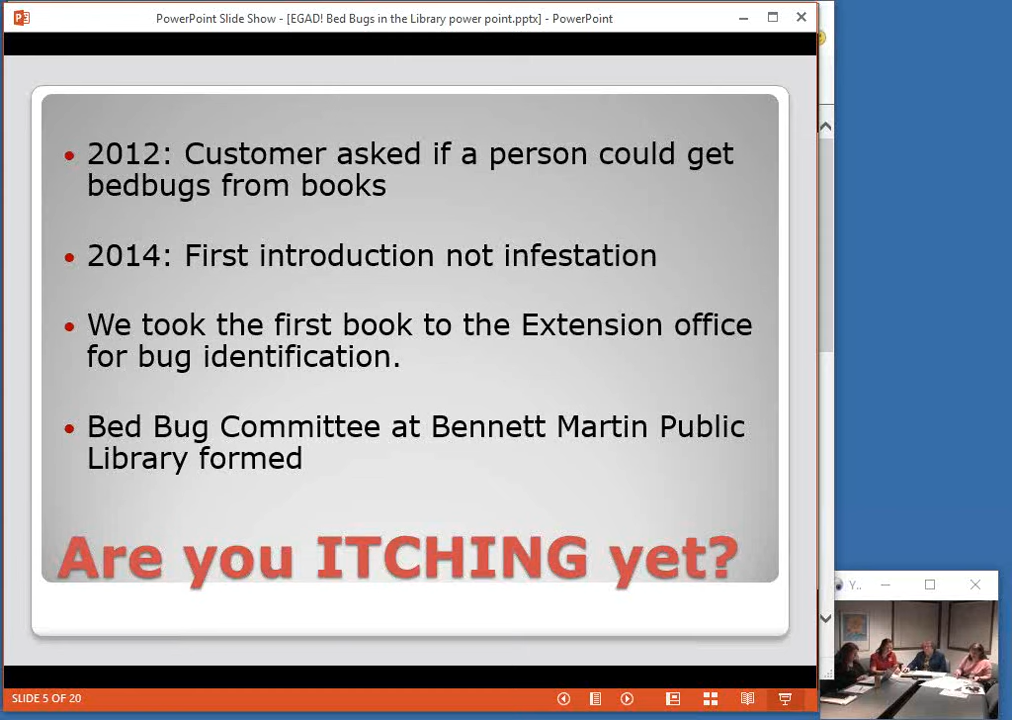 PowerPoint Slide Show - [EGAD! Bed Bugs in the Library power point.pptx] - PowerPoint
• 2012: Customer asked if a person could get
bedbugs from books
• 2014: First introduction not infestation
• We took the first book to the Extension office
for bug identification.
• Bed Bug Committee at Bennett Martin Public
Library formed
Are you ITCHING yet?
Y..
SLIDE 5 OF 20